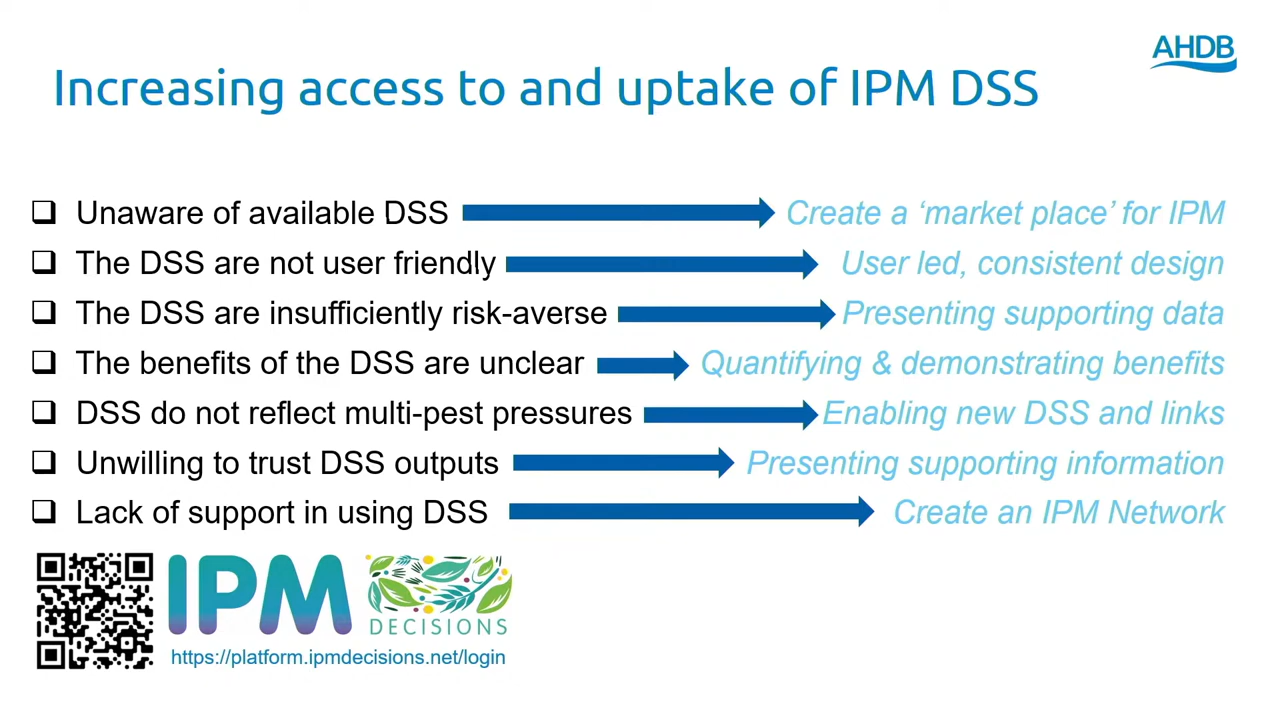 AHDB
Increasing access to and uptake of IPM DSS
Unaware of available DSS Create a ‘market place’ for IPM
The DSS are not user friendly User led, consistent design
The DSS are insufficiently risk-averse Presenting supporting data
The benefits of the DSS are unclear Quantifying & demonstrating benefits
DSS do not reflect multi-pest pressures Enabling new DSS and links
Unwilling to trust DSS outputs Presenting supporting information
Lack of support in using DSS Create an IPM Network
IPM
DECISIONS
https://platform.ipmdecisions.net/login